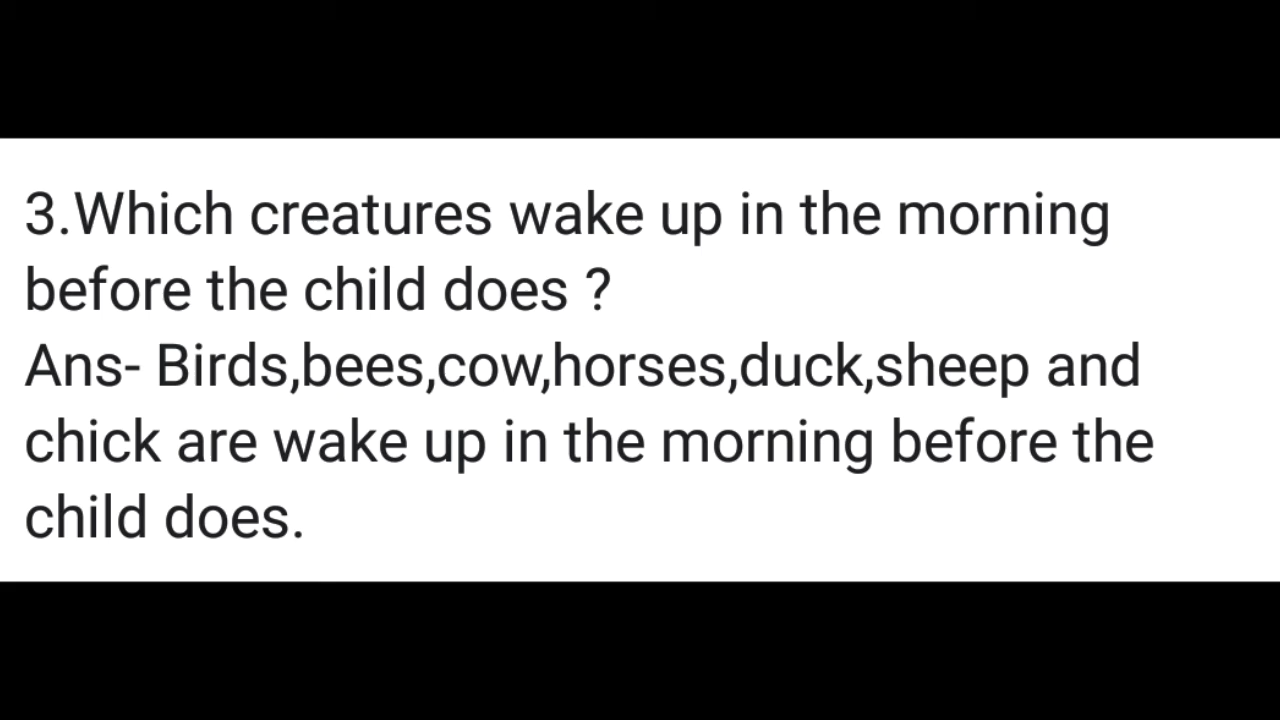 3.Which creatures wake up in the morning
before the child does ?
Ans- Birds,bees,cow,horses,duck,sheep and
chick are wake up in the morning before the
child does.